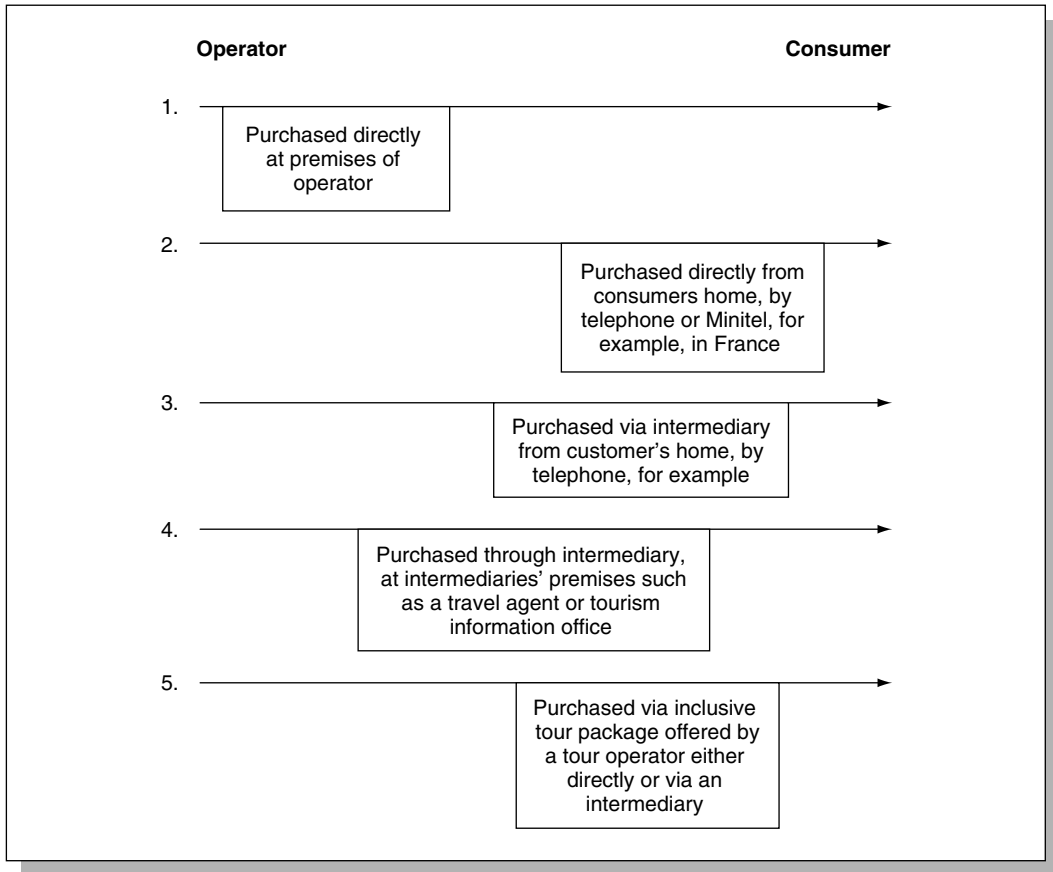 Operator Consumer
1.
Purchased directly
at premises of
operator
2.
Purchased directly from
consumers home, by
telephone or Minitel, for
example, in France
3.
Purchased via intermediary
from customer's home, by
telephone, for example
4.
Purchased through intermediary,
at intermediaries' premises such
as a travel agent or tourism
information office
5.
Purchased via inclusive
tour package offered by
a tour operator either
directly or via an
intermediary